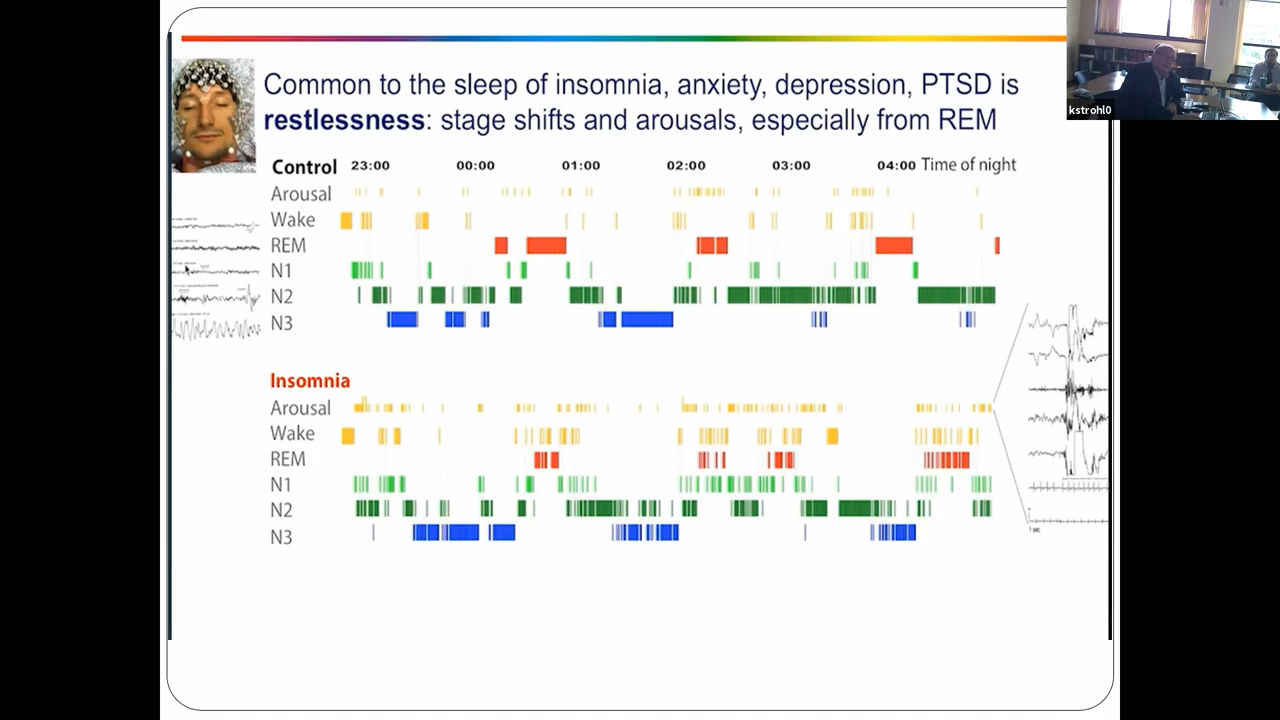 kstrohl0
Common to the sleep of insomnia, anxiety, depression, PTSD is
restlessness: stage shifts and arousals, especially from REM
Control 23:00 00:00 01:00 02:00 03:00 04:00 Time of night
Arousal
Wake
REM
N1
N2
N3
Insomnia
Arousal
Wake
REM
N1
N2
N3
1 sec